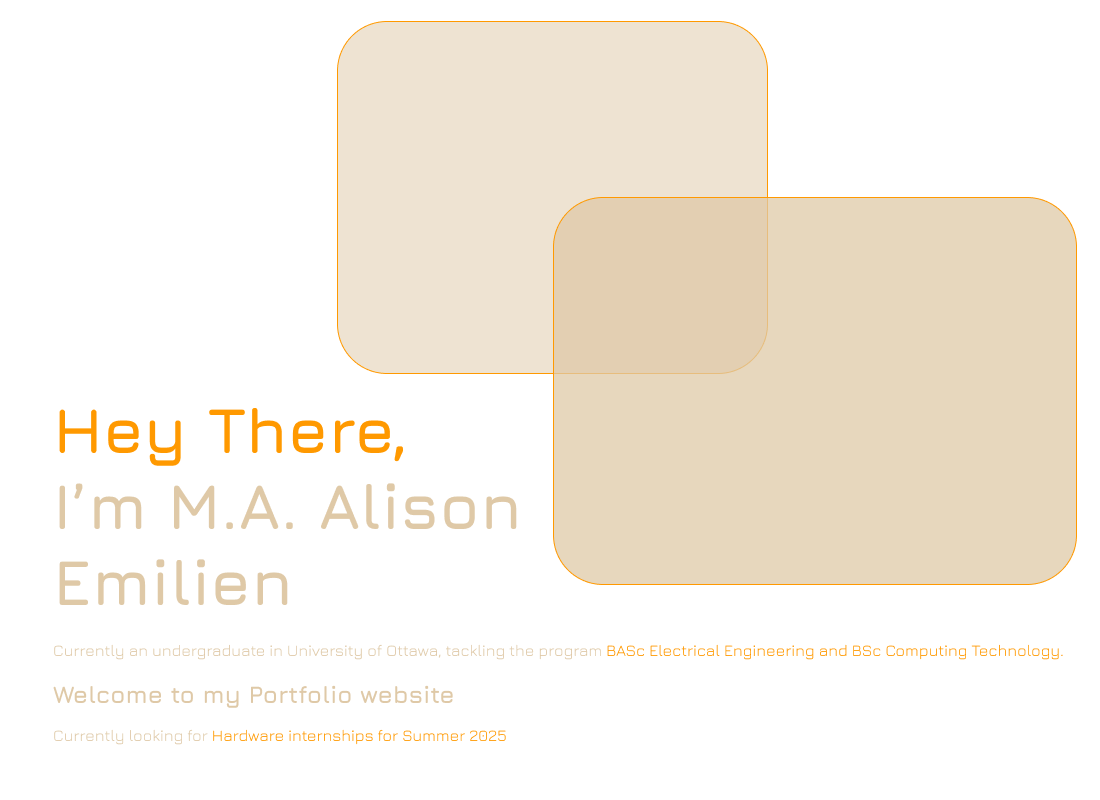 Hey There,
I’m M.A. Alison
Emilien
Currently an undergraduate in University of Ottawa, tackling the program BASc Electrical Engineering and BSc Computing Technology.
Welcome to my Portfolio website
Currently looking for Hardware internships for Summer 2025